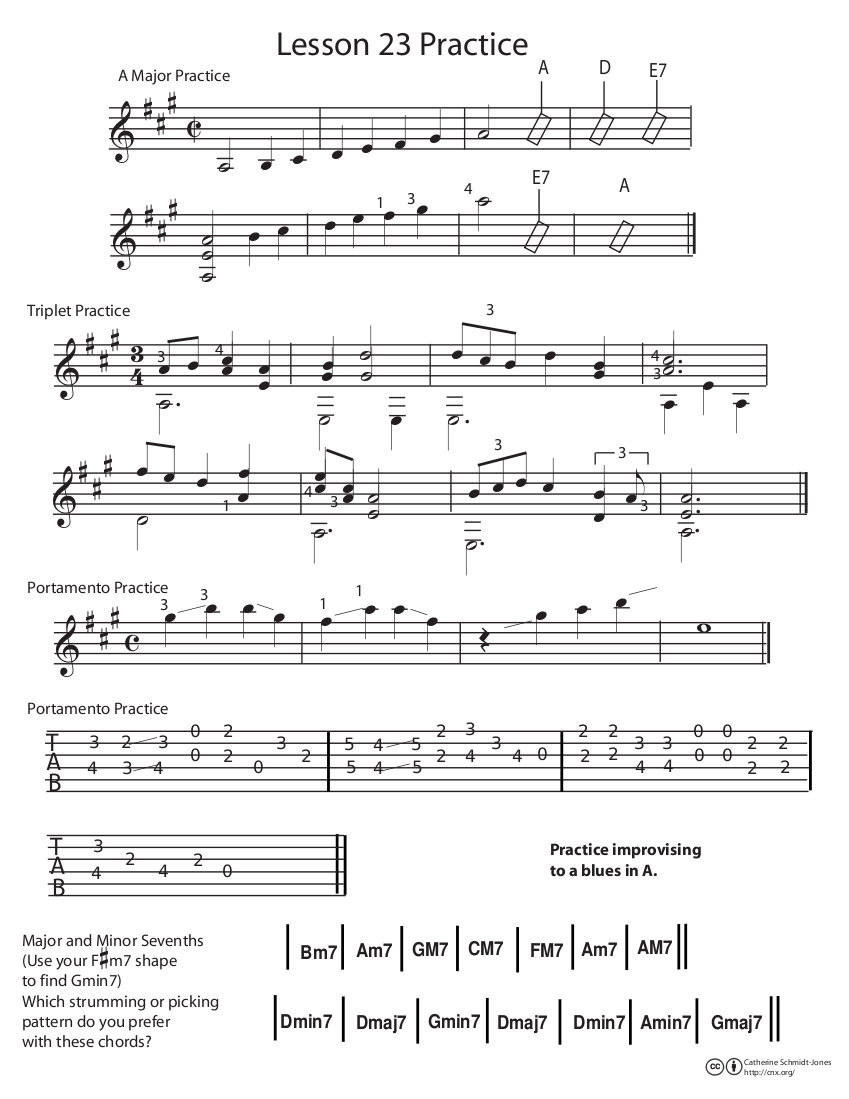 Lesson 23 Practice
A Major Practice
A D E7
E7 A
1 3 4
Triplet Practice
3 4 3
3
4
4
3
3 3
1 4 3 3
Portamento Practice
3 3 1 1
Portamento Practice
0 2 2 3 2 2 0 0
T 3 2 3 3 5 4 5 3 3 3 2 2
A 0 2 2 2 4 4 0 2 2 0 0
4 3 4 0 5 4 5 4 4 2 2
B
T 3
A 2 2
4 4 0
B
Practice improvising
to a blues in A.
Major and Minor Sevenths
(Use your F♯m7 shape
to find Gmin7)
Which strumming or picking
pattern do you prefer
with these chords?
Bm7 Am7 GM7 CM7 FM7 Am7 AM7
Dmin7 Dmaj7 Gmin7 Dmaj7 Dmin7 Amin7 Gmaj7
cc
Catherine Schmidt-Jones
http://cnx.org/